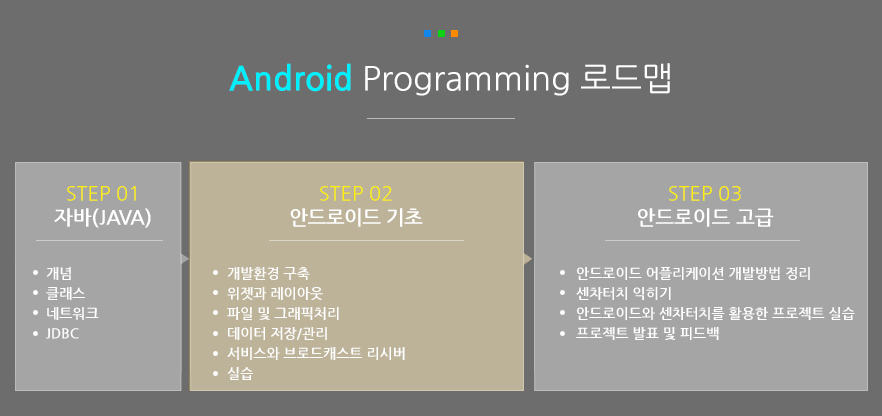 Android Programming 로드맵
STEP 01
자바(JAVA)
• 개념
• 클래스
• 네트워크
• JDBC
STEP 02
안드로이드 기초
• 개발환경 구축
• 위젯과 레이아웃
• 파일 및 그래픽처리
• 데이터 저장/관리
• 서비스와 브로드캐스트 리시버
• 실습
STEP 03
안드로이드 고급
• 안드로이드 어플리케이션 개발방법 정리
• 센차터치 익히기
• 안드로이드와 센차터치를 활용한 프로젝트 실습
• 프로젝트 발표 및 피드백